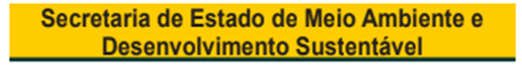 Secretaria de Estado de Meio Ambiente e
Desenvolvimento Sustentável